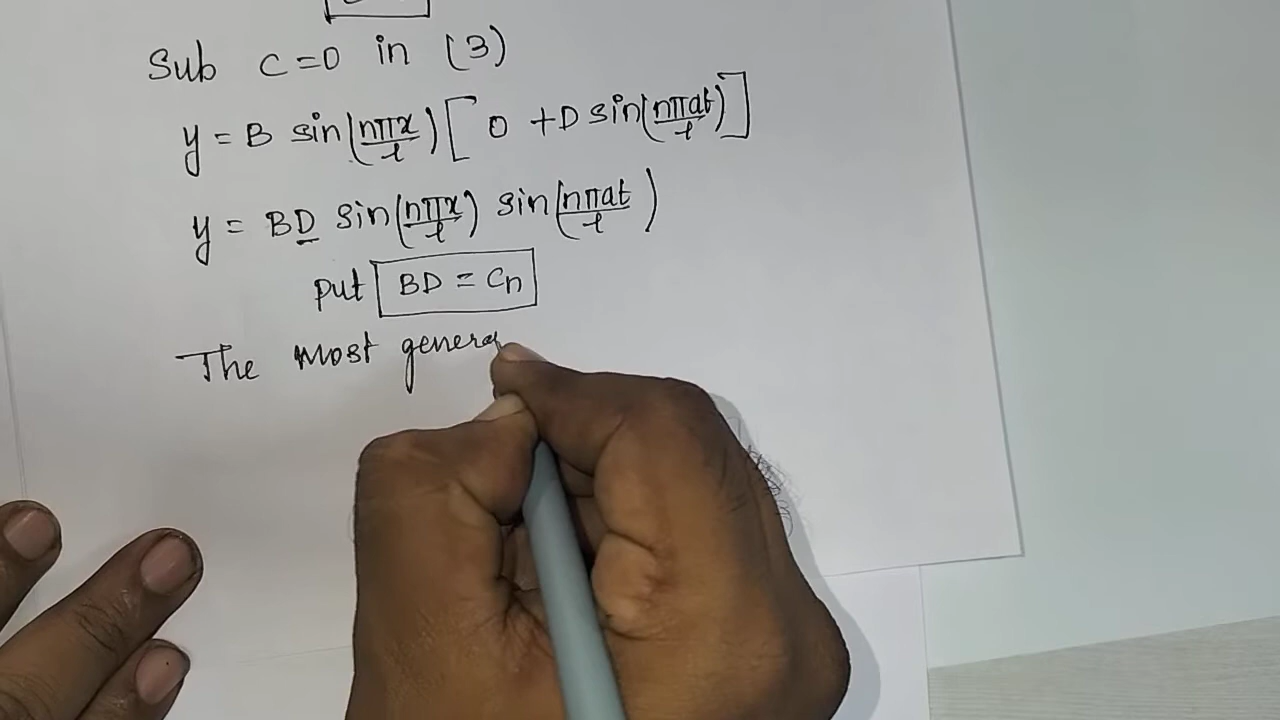 Sub C=0 in (3)
y = B sin(nπx/l) [ 0 + D sin(nπat/l) ]
y = BD sin(nπx/l) sin(nπat/l)
put BD = Cn
The most genera